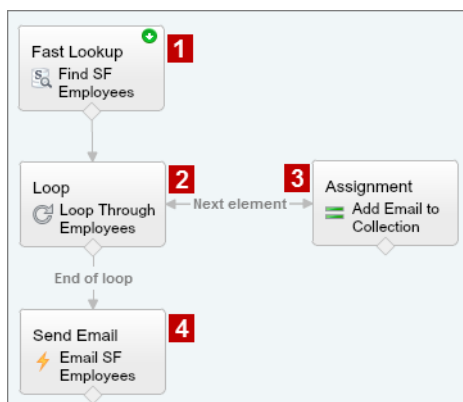 Fast Lookup
1
Find SF
Employees
Loop
2
Loop Through
Employees
Next element
3
Assignment
Add Email to
Collection
End of loop
Send Email
4
Email SF
Employees